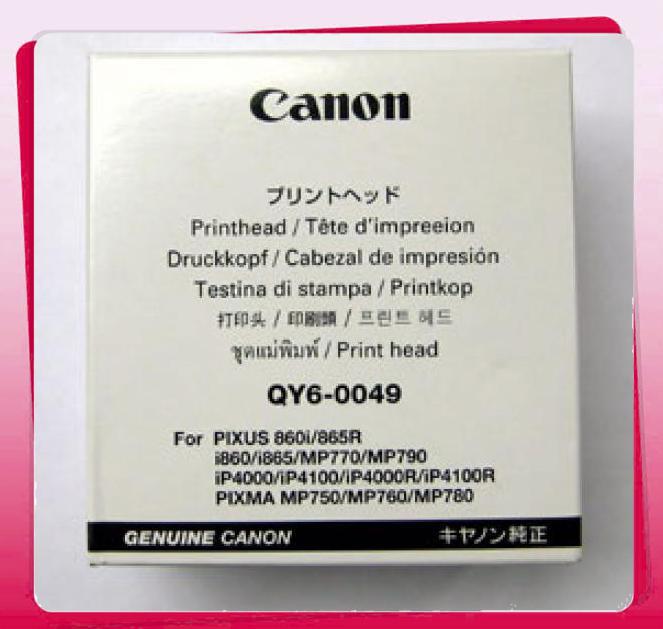 Canon
プリントヘッド
Printhead / Tête d'impreeion
Druckkopf / Cabezal de impresión
Testina di stampa / Printkop
打印头 / 印刷頭 / 프린트 헤드
ชุดแม่พิมพ์ / Print head
QY6-0049
For PIXUS 860i/865R
i860/i865/MP770/MP790
iP4000/iP4100/iP4000R/iP4100R
PIXMA MP750/MP760/MP780
GENUINE CANON キヤノン純正